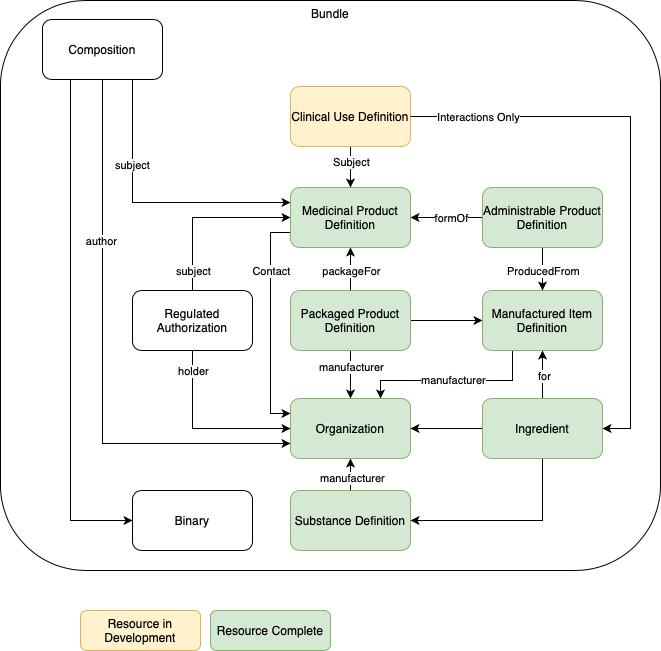 Bundle
Composition
Clinical Use Definition
Interactions Only
subject
Subject
Medicinal Product
Definition
formOf
Administrable Product
Definition
author
subject
Contact
packageFor
ProducedFrom
Regulated
Authorization
Packaged Product
Definition
Manufactured Item
Definition
holder
manufacturer
manufacturer
for
Organization
Ingredient
manufacturer
Binary
Substance Definition
Resource in
Development
Resource Complete